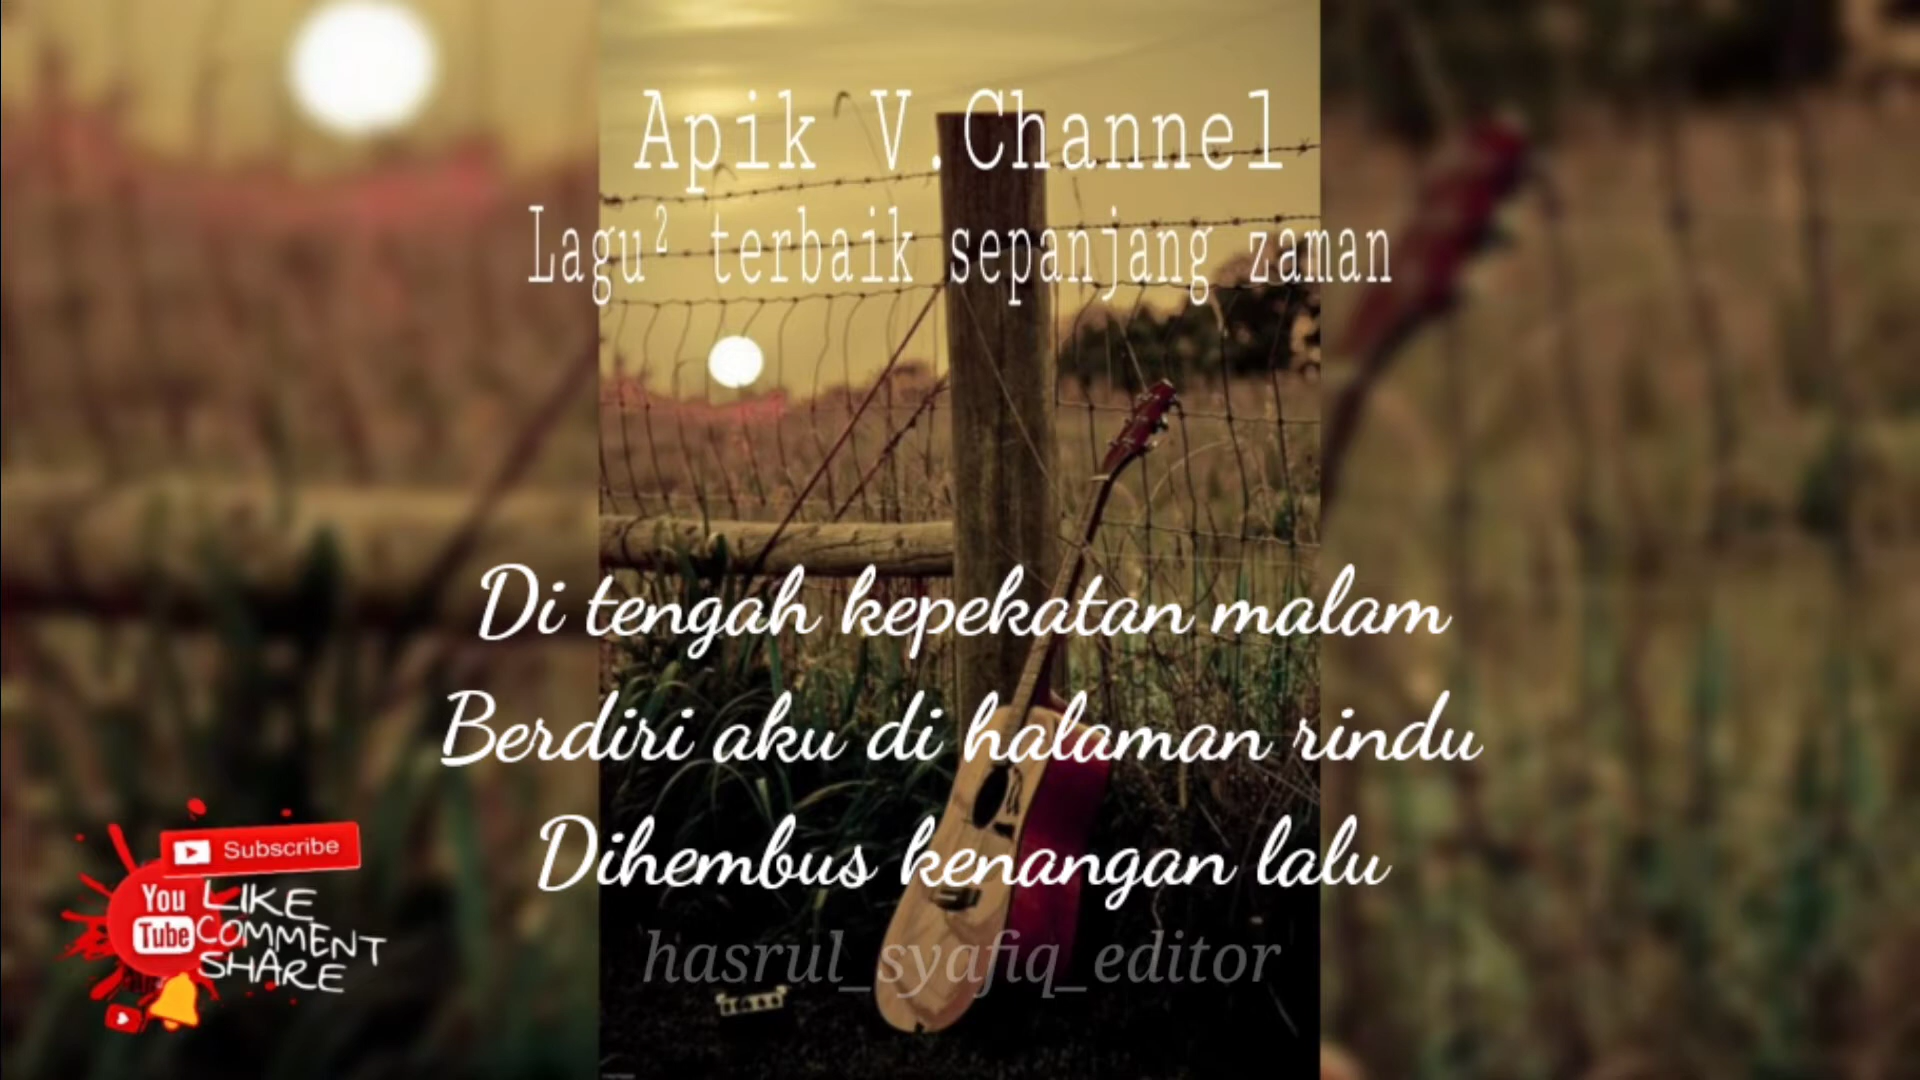 Apik V.Channel
Lagu² terbaik sepanjang zaman
Di tengah kepekatan malam
Berdiri aku di halaman rindu
Dihembus kenangan lalu
hasrul_syafiq_editor
Subscribe
You
Tube
LIKE
COMMENT
SHARE